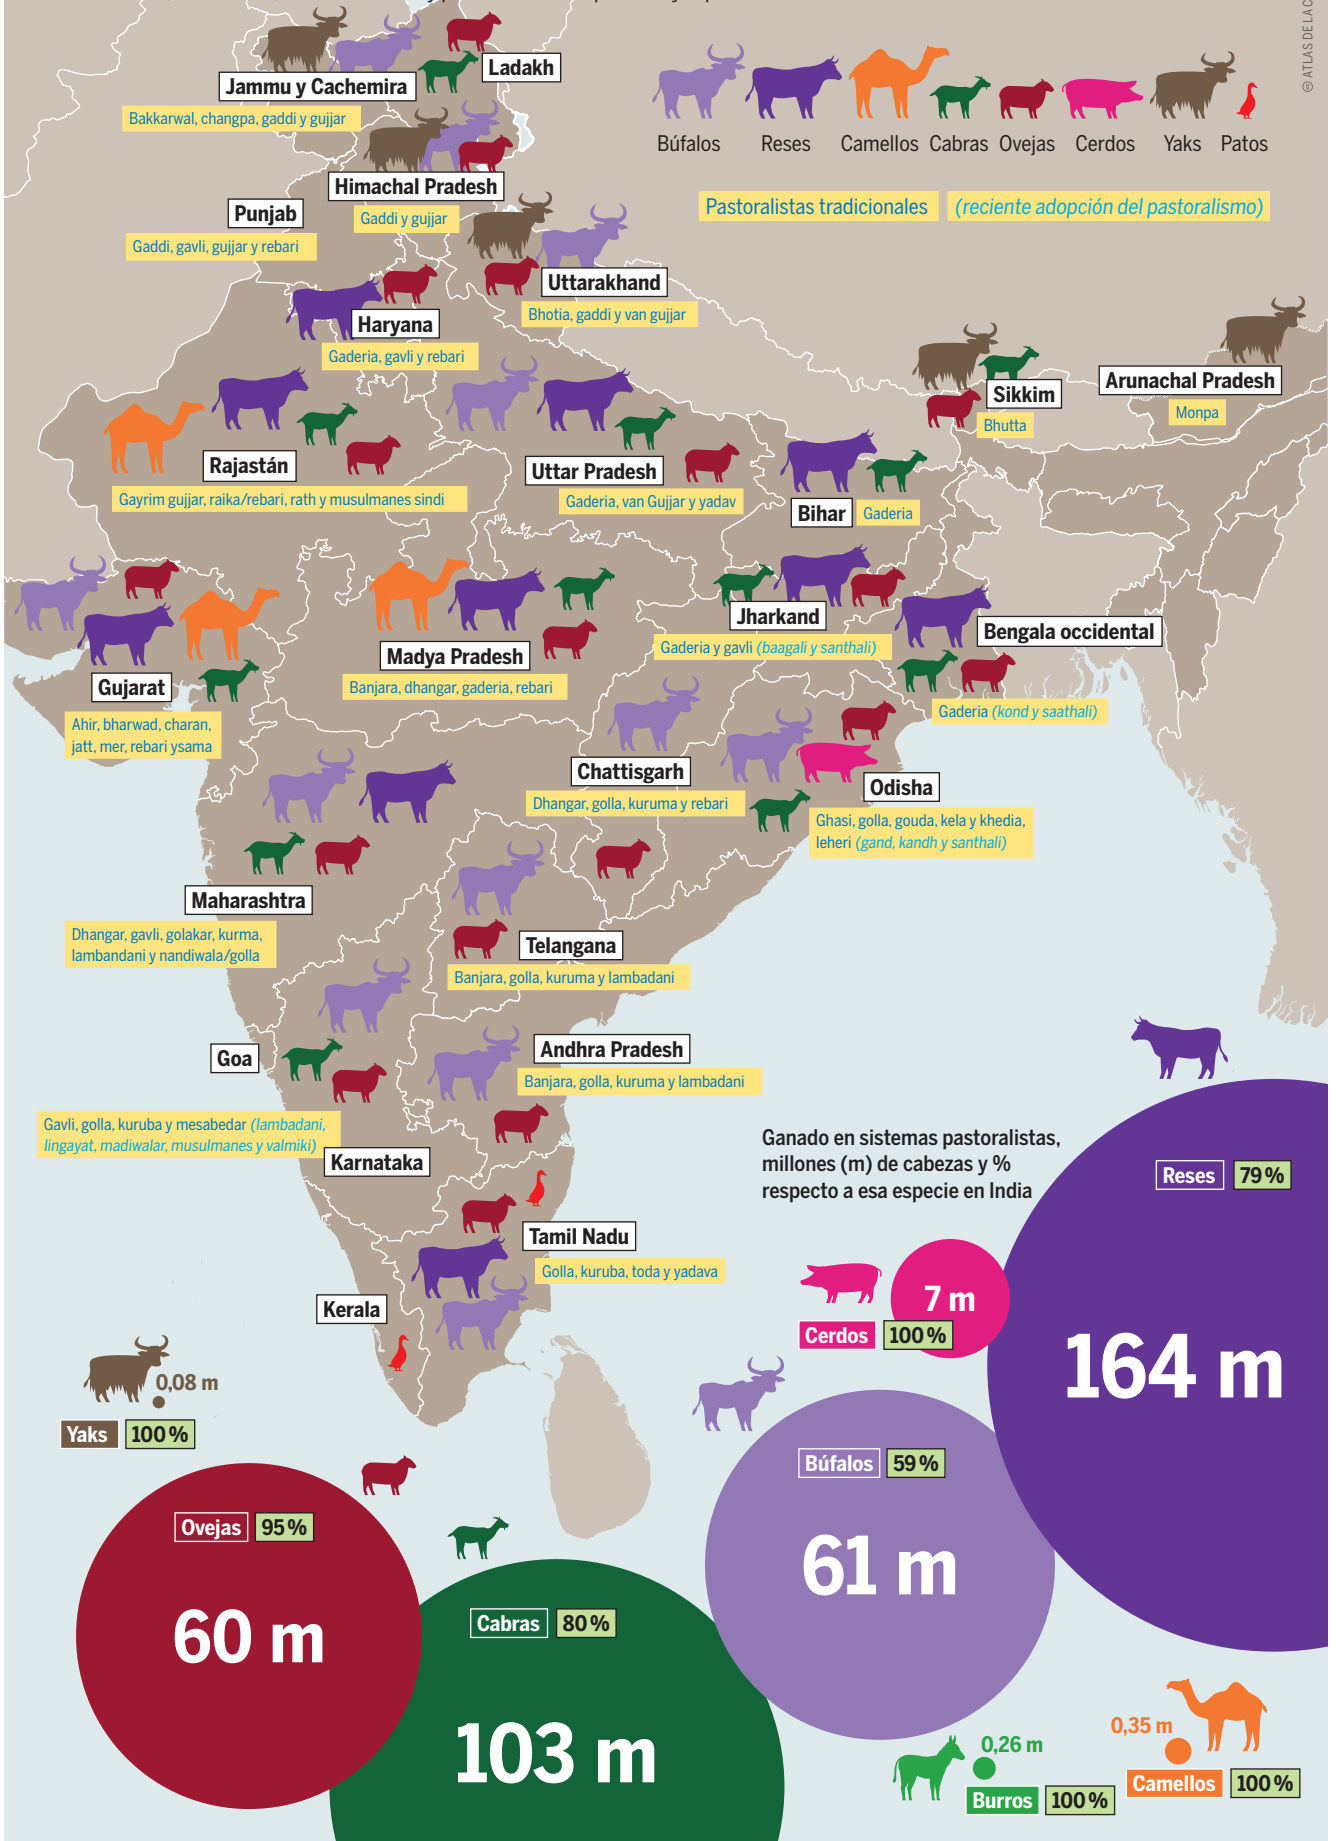 © ATLAS DE LA C
Ladakh
Jammu y Cachemira
Bakkarwal, changpa, gaddi y gujjar
Búfalos
Reses
Camellos
Cabras
Ovejas
Cerdos
Yaks
Patos
Himachal Pradesh
Gaddi y gujjar
Pastoralistas tradicionales
(reciente adopción del pastoralismo)
Punjab
Gaddi, gavli, gujjar y rebari
Uttarakhand
Bhotia, gaddi y van gujjar
Haryana
Gaderia, gavli y rebari
Sikkim
Bhutta
Arunachal Pradesh
Monpa
Rajastán
Gayrim gujjar, raika/rebari, rath y musulmanes sindi
Uttar Pradesh
Gaderia, van Gujjar y yadav
Bihar
Gaderia
Jharkand
Gaderia y gavli (baagali y santhali)
Bengala occidental
Gaderia (kond y saathali)
Madya Pradesh
Banjara, dhangar, gaderia, rebari
Gujarat
Ahir, bharwad, charan,
jatt, mer, rebari ysama
Chattisgarh
Dhangar, golla, kuruma y rebari
Odisha
Ghasi, golla, gouda, kela y khedia,
leheri (gand, kandh y santhali)
Maharashtra
Dhangar, gavli, golakar, kurma,
lambandani y nandiwala/golla
Telangana
Banjara, golla, kuruma y lambadani
Goa
Andhra Pradesh
Banjara, golla, kuruma y lambadani
Gavli, golla, kuruba y mesabedar (lambadani,
lingayat, madiwalar, musulmanes y valmiki)
Karnataka
Tamil Nadu
Golla, kuruba, toda y yadava
Kerala
Ganado en sistemas pastoralistas,
millones (m) de cabezas y %
respecto a esa especie en India
Reses 79 %
164 m
7 m
Cerdos 100 %
0,08 m
Yaks 100 %
Búfalos 59 %
61 m
Ovejas 95 %
60 m
Cabras 80 %
103 m
0,26 m
Burros 100 %
0,35 m
Camellos 100 %